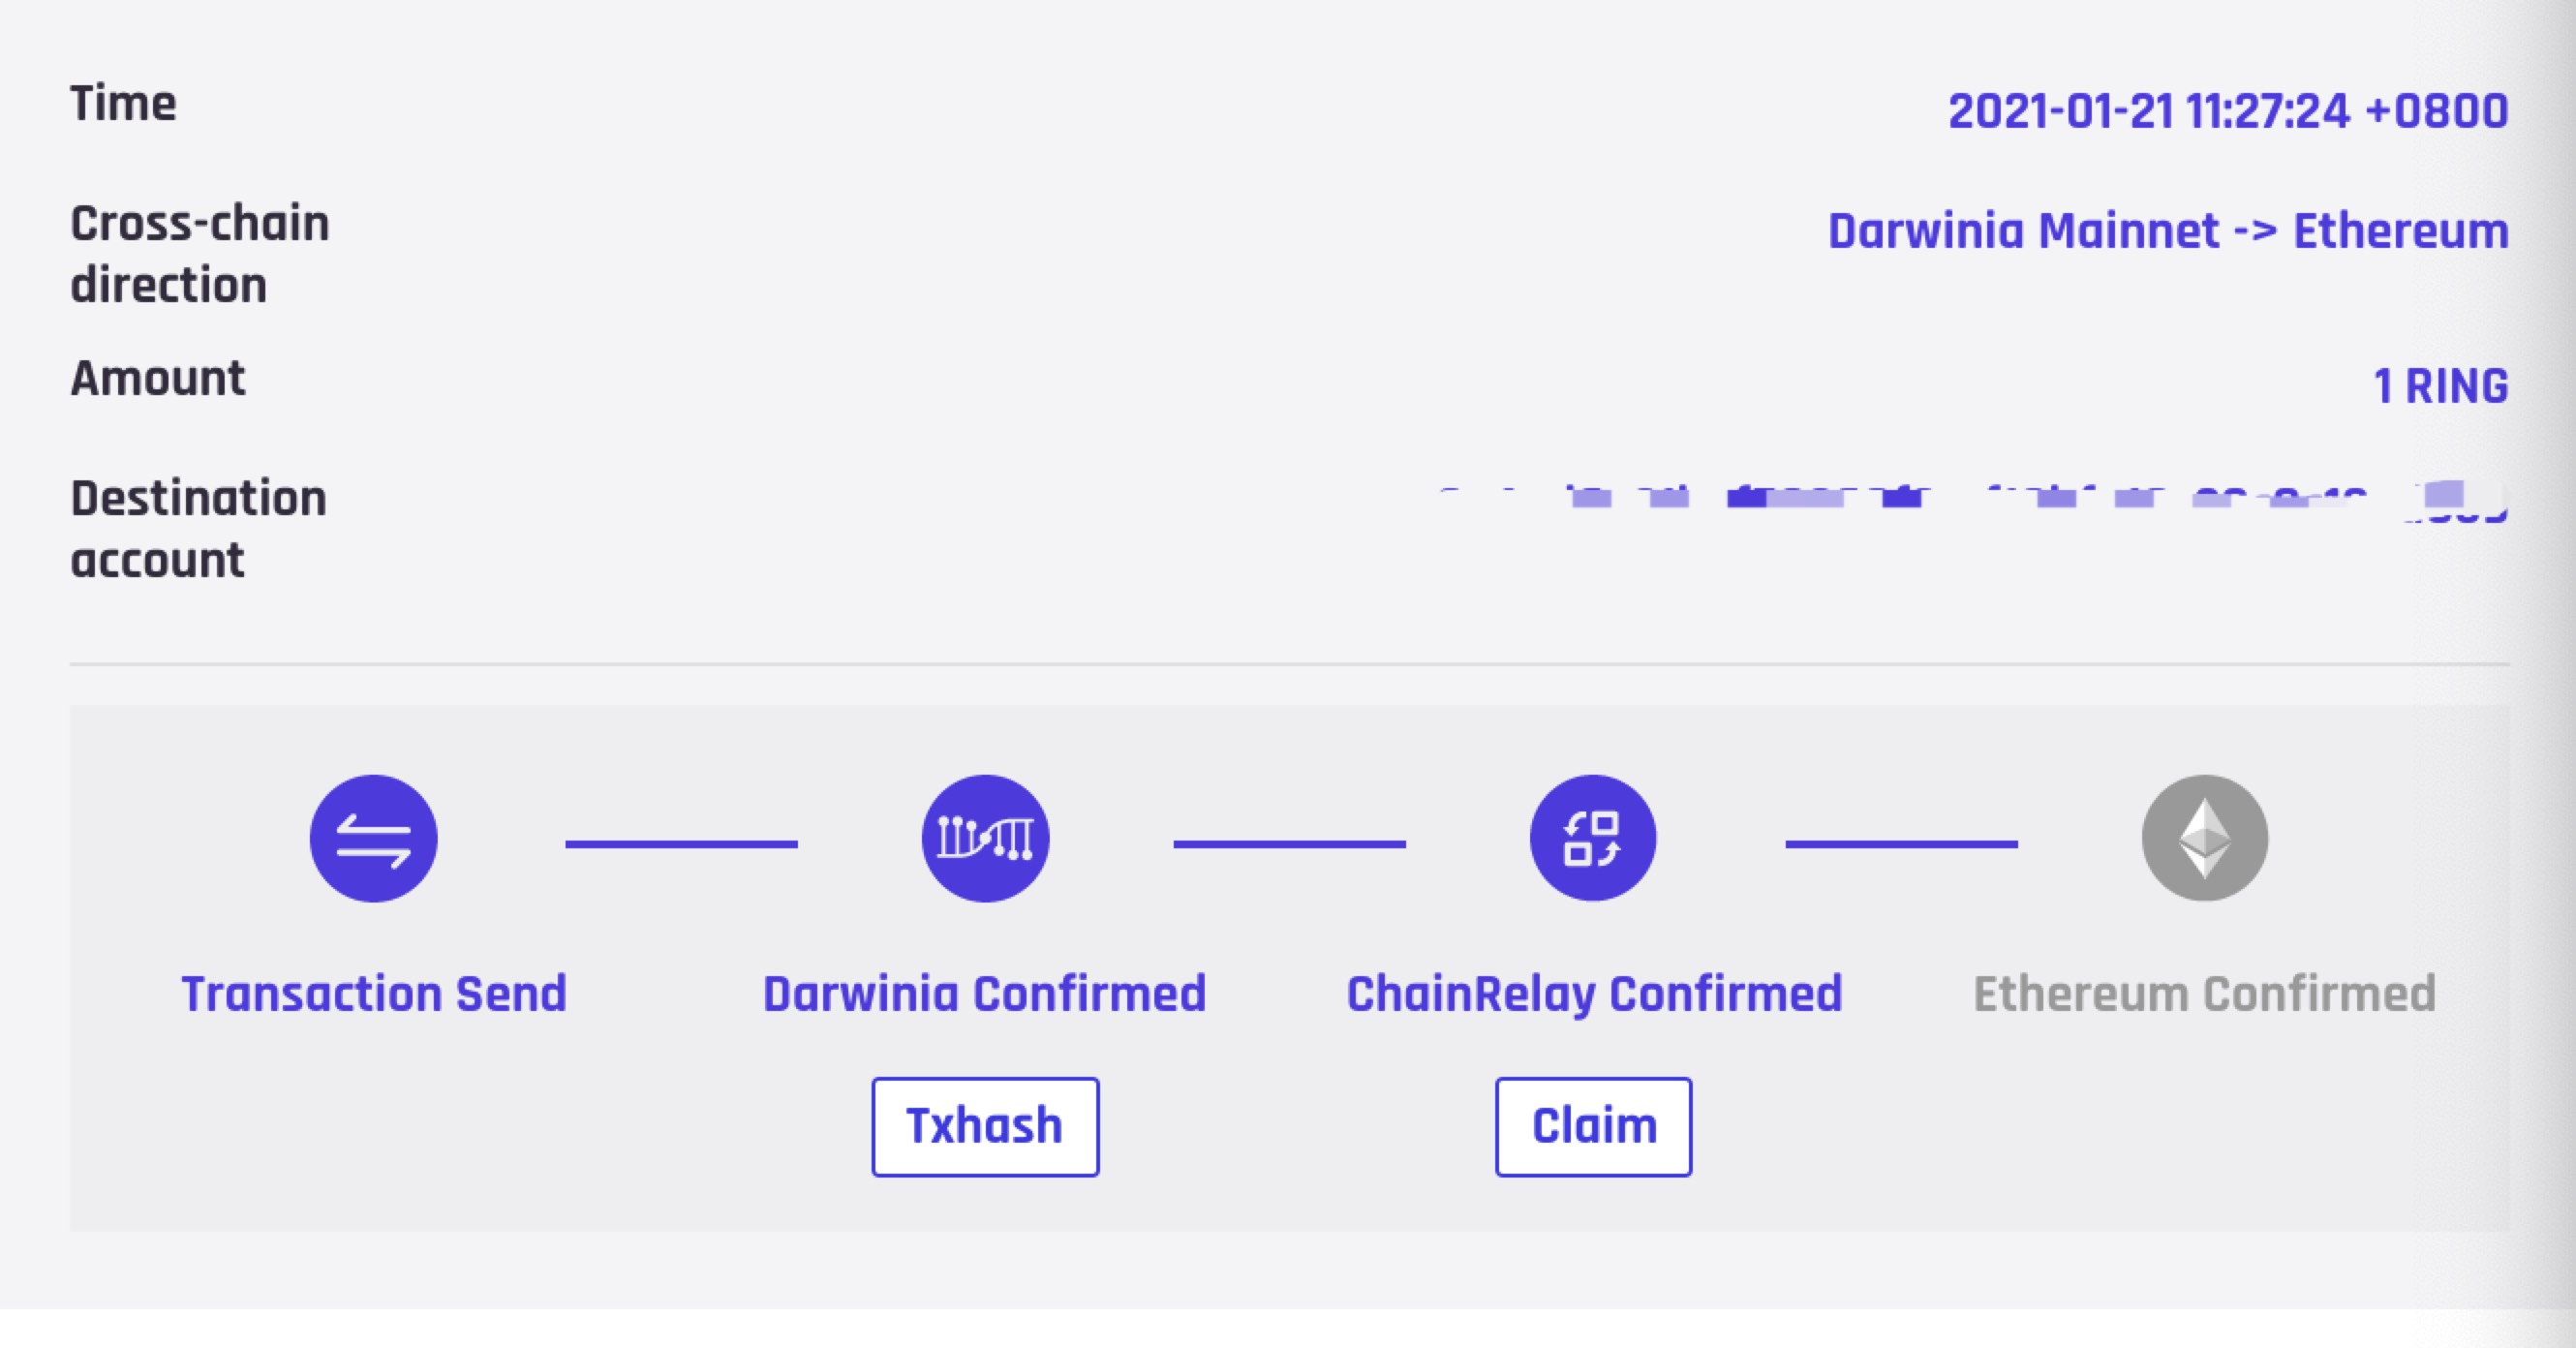 Time
2021-01-21 11:27:24 +0800
Cross-chain
direction
Darwinia Mainnet -> Ethereum
Amount
1 RING
Destination
account
Transaction Send
Darwinia Confirmed
ChainRelay Confirmed
Ethereum Confirmed
Txhash
Claim